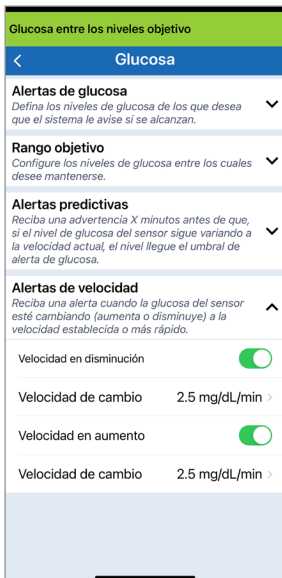 Glucosa entre los niveles objetivo
Glucosa
Alertas de glucosa
Defina los niveles de glucosa de los que desea
que el sistema le avise si se alcanzan.
Rango objetivo
Configure los niveles de glucosa entre los cuales
desee mantenerse.
Alertas predictivas
Reciba una advertencia X minutos antes de que,
si el nivel de glucosa del sensor sigue variando a
la velocidad actual, el nivel llegue el umbral de
alerta de glucosa.
Alertas de velocidad
Reciba una alerta cuando la glucosa del sensor
esté cambiando (aumenta o disminuye) a la
velocidad establecida o más rápido.
Velocidad en disminución
Velocidad de cambio 2.5 mg/dL/min
Velocidad en aumento
Velocidad de cambio 2.5 mg/dL/min